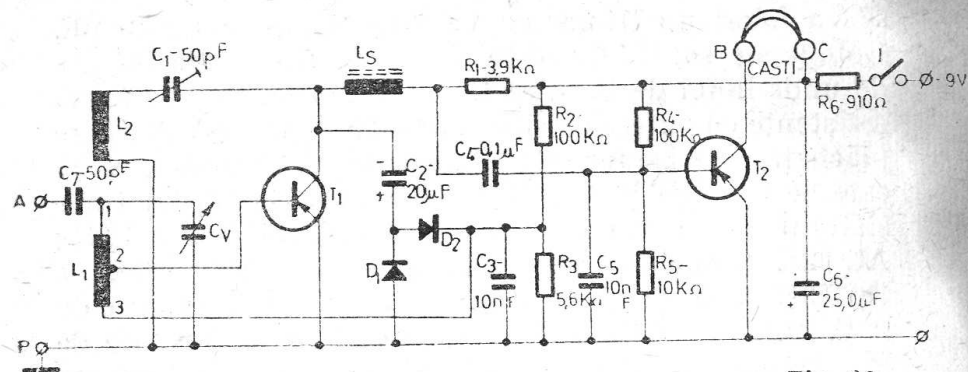 C1-50pF
L2
C7-50pF
A
1
L1
2
3
CV
P
T1
LS
R1-3,9KΩ
C2-
20µF
-
+
D1
D2
C4-0,1µF
C3-
10nF
R2-
100KΩ
R3
5,6KΩ
C5
10nF
R4-
100KΩ
R5-
10KΩ
T2
B
C
CASTI
R6-910Ω
I
-9V
C6-
25,0µF
-
+